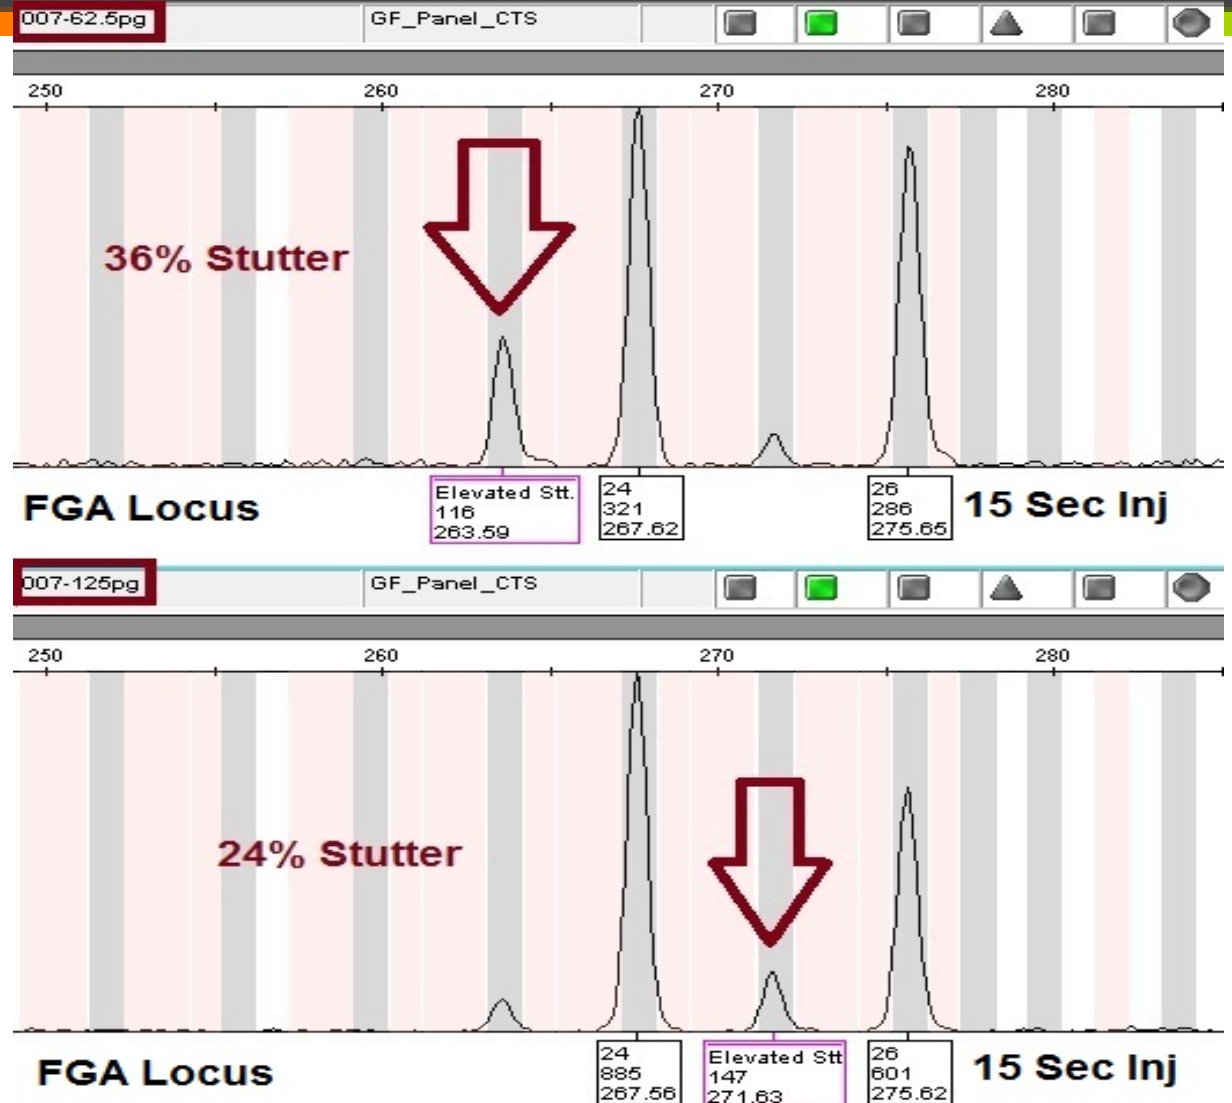 007-62.5pg GF_Panel_CTS
250 260 270 280
36% Stutter
Elevated Stt.
116
263.59
24
321
267.62
26
286
275.65
FGA Locus
15 Sec Inj
007-125pg GF_Panel_CTS
250 260 270 280
24% Stutter
24
885
267.56
Elevated Stt
147
271.63
26
601
275.62
FGA Locus
15 Sec Inj